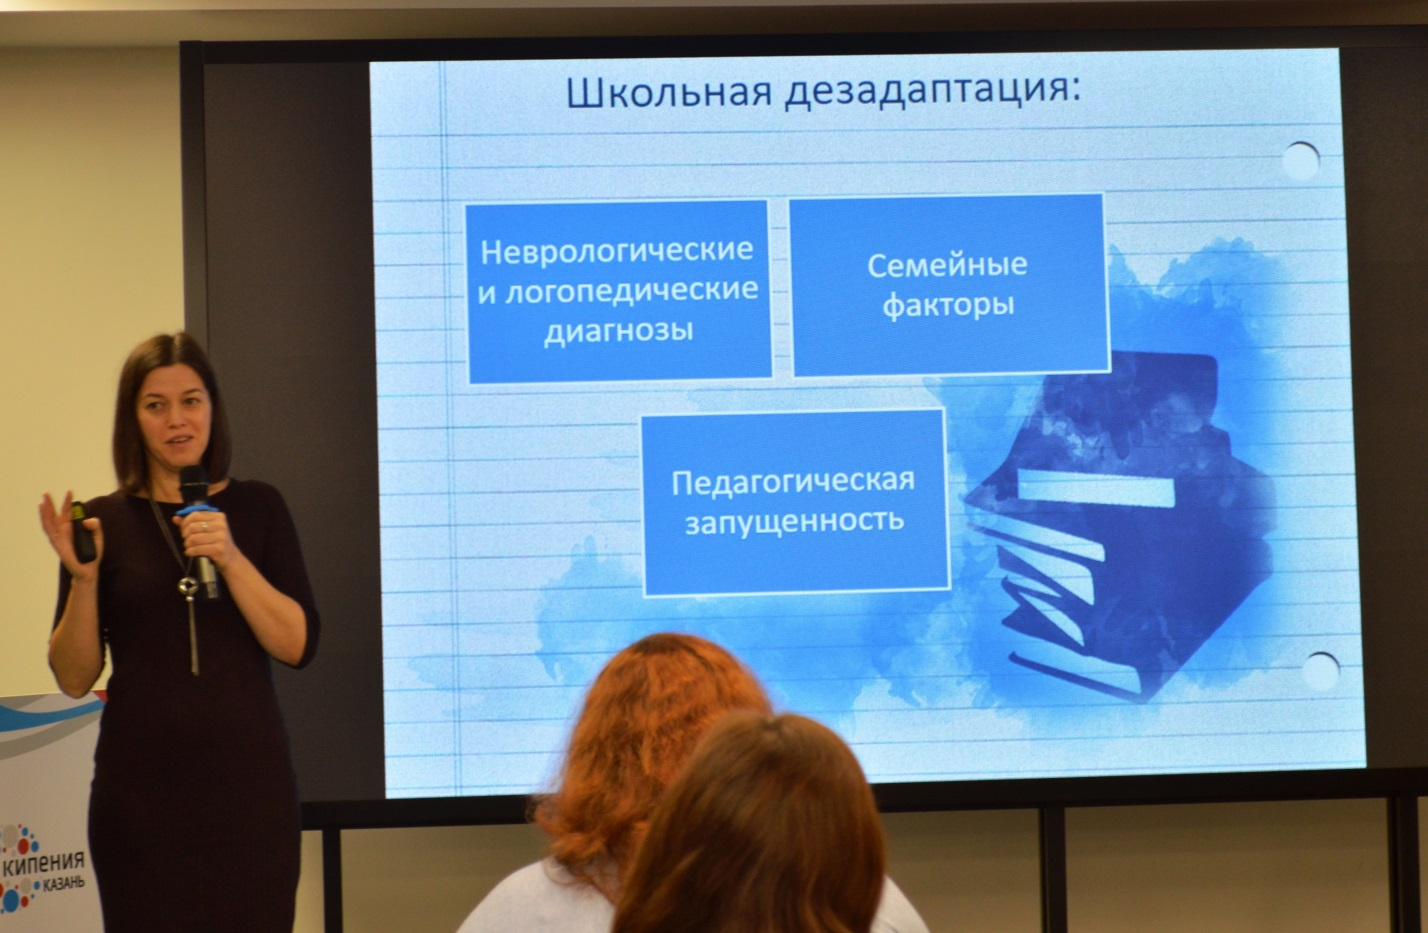 Школьная дезадаптация:
Неврологические
и логопедические
диагнозы
Семейные
факторы
Педагогическая
запущенность
кипения
КАЗАНЬ